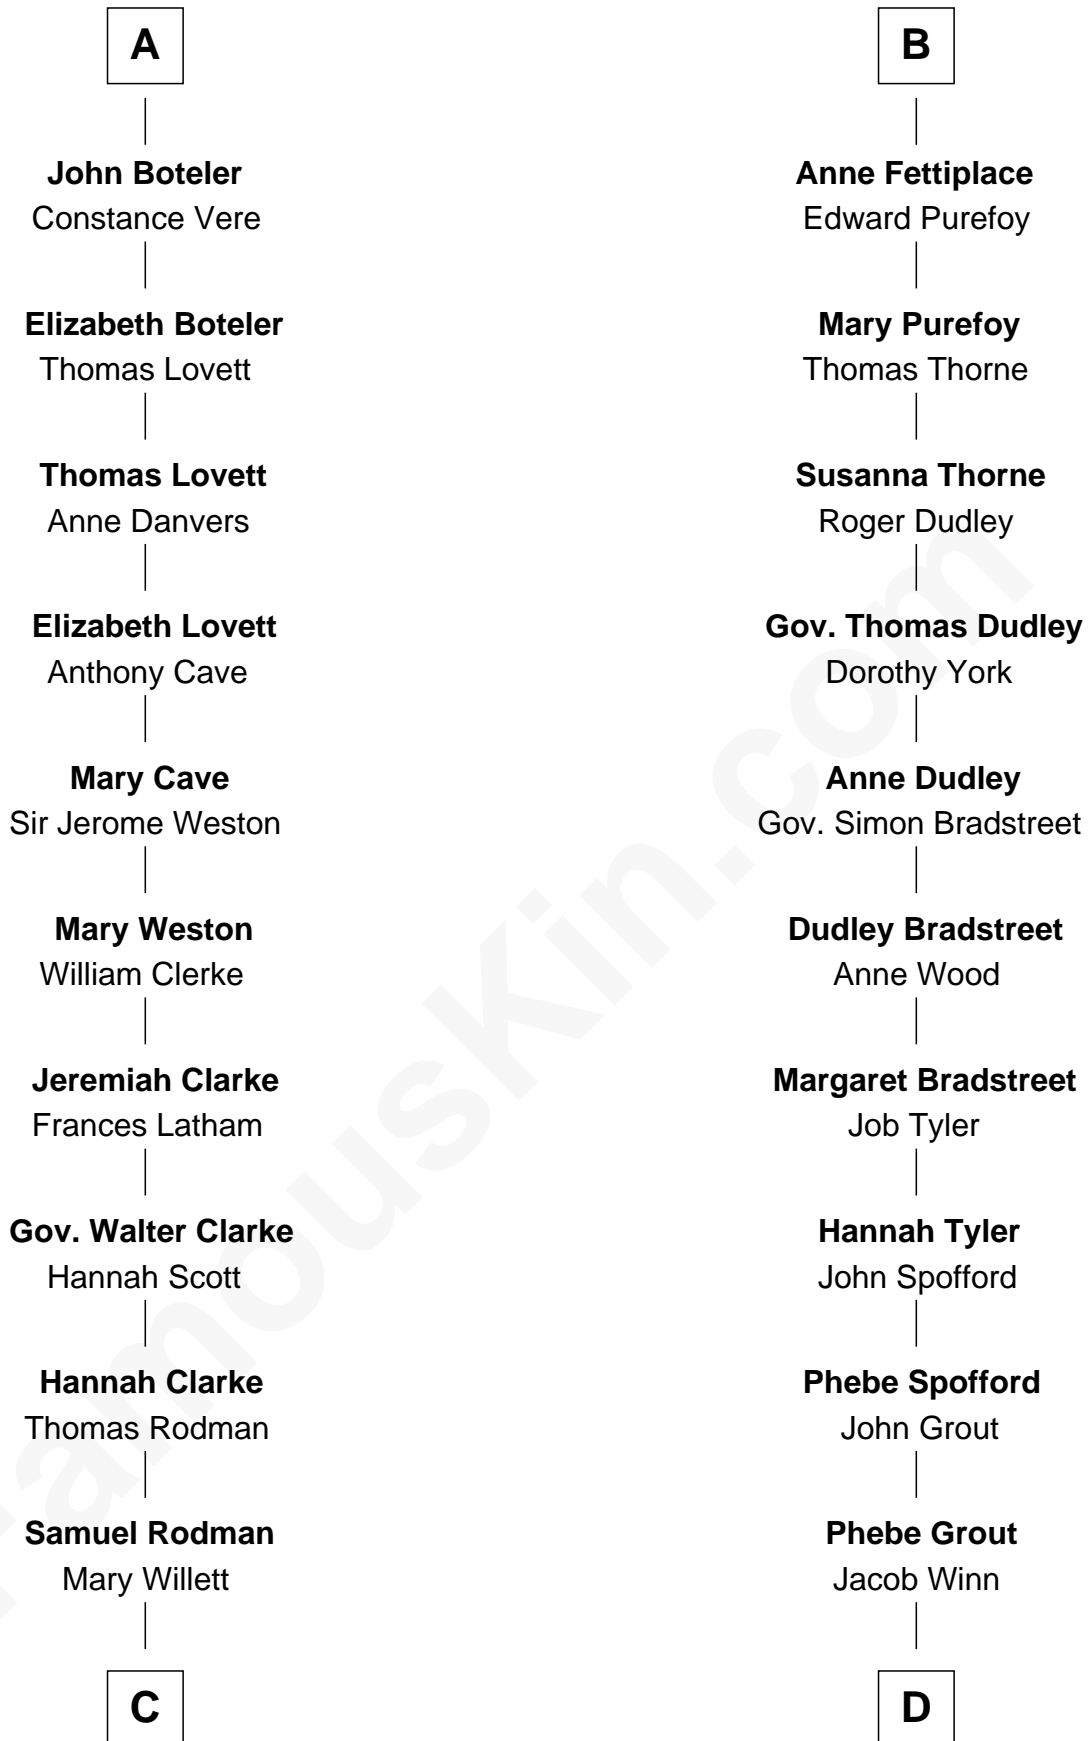 A
John Boteler
Constance Vere
Elizabeth Boteler
Thomas Lovett
Thomas Lovett
Anne Danvers
Elizabeth Lovett
Anthony Cave
Mary Cave
Sir Jerome Weston
Mary Weston
William Clerke
Jeremiah Clarke
Frances Latham
Gov. Walter Clarke
Hannah Scott
Hannah Clarke
Thomas Rodman
Samuel Rodman
Mary Willett
C
B
Anne Fettiplace
Edward Purefoy
Mary Purefoy
Thomas Thorne
Susanna Thorne
Roger Dudley
Gov. Thomas Dudley
Dorothy York
Anne Dudley
Gov. Simon Bradstreet
Dudley Bradstreet
Anne Wood
Margaret Bradstreet
Job Tyler
Hannah Tyler
John Spofford
Phebe Spofford
John Grout
Phebe Grout
Jacob Winn
D
FamousKin.com